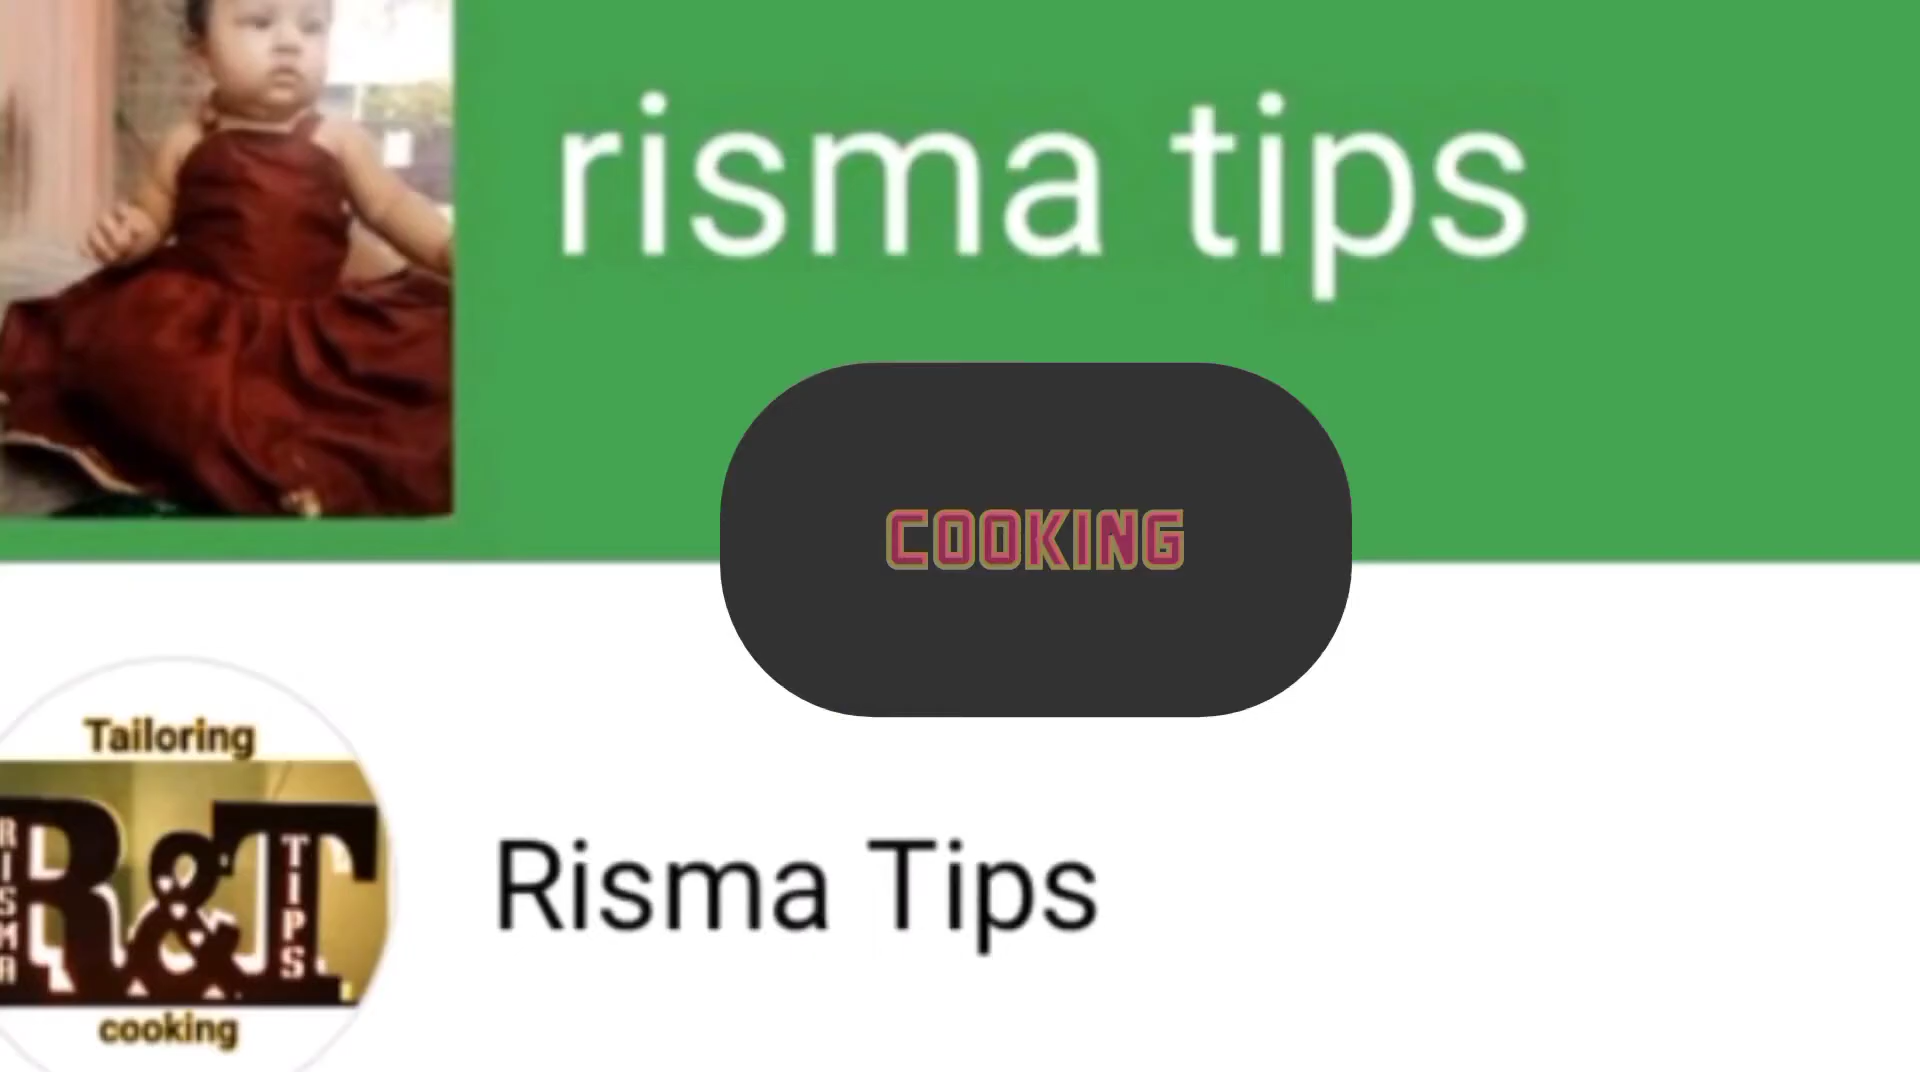 risma tips
COOKING
Tailoring
R&T
RISMA
TIPS
cooking
Risma Tips